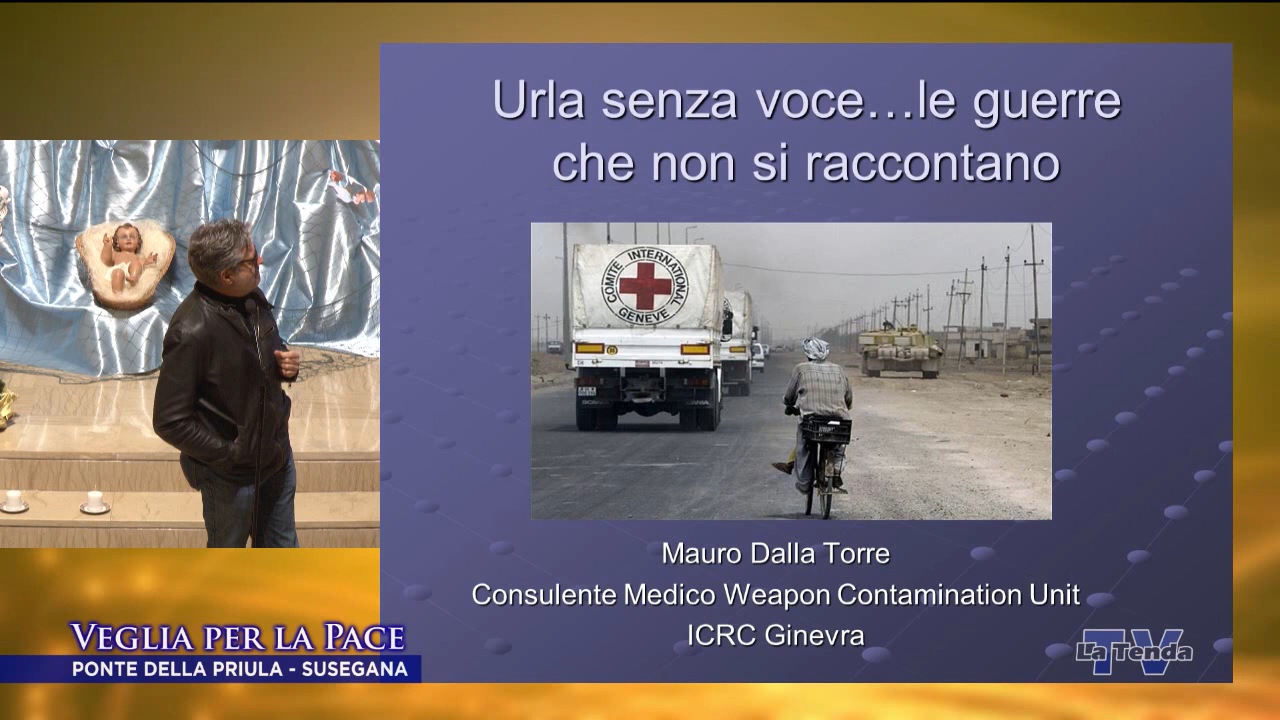 Urla senza voce…le guerre
che non si raccontano
COMITE INTERNATIONAL
GENEVE
Mauro Dalla Torre
Consulente Medico Weapon Contamination Unit
ICRC Ginevra
VEGLIA PER LA PACE
PONTE DELLA PRIULA - SUSEGANA
TV
La Tenda